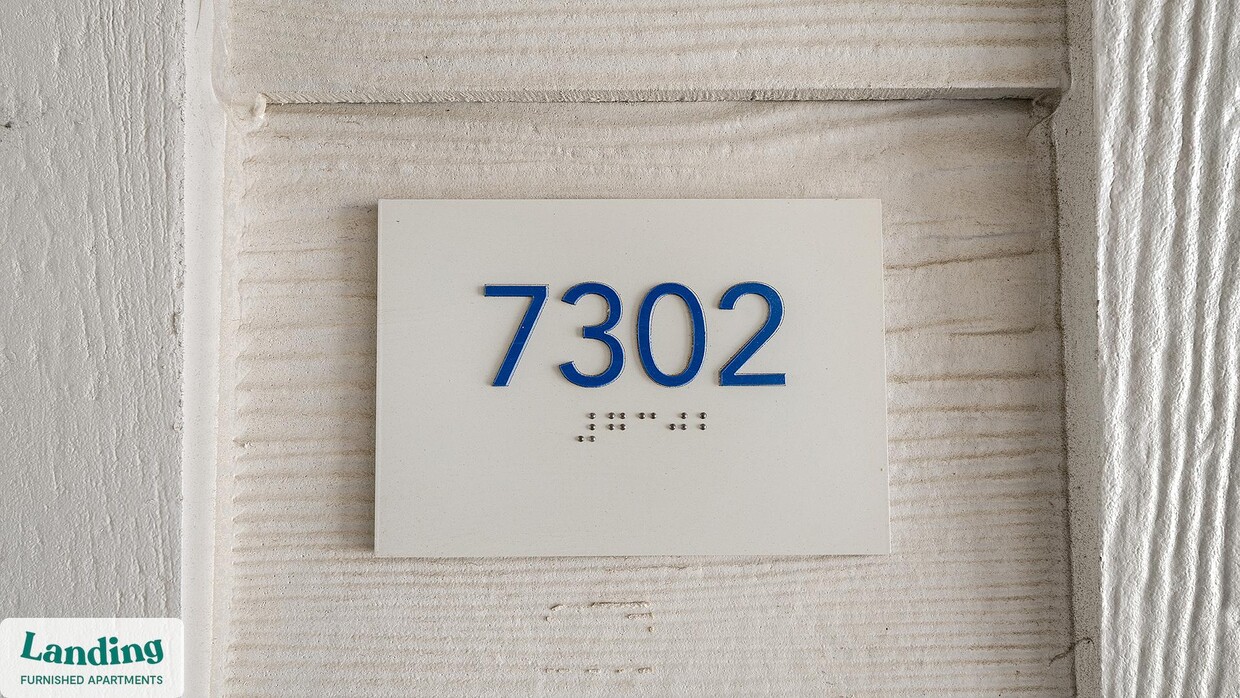 7302
⠼⠛⠉⠚⠃
Landing
FURNISHED APARTMENTS